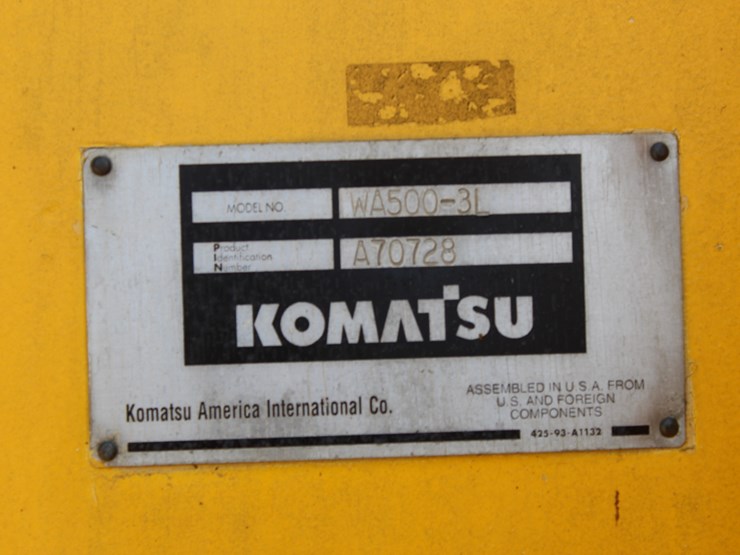 MODEL NO. WA500-3L
Product
Identification
Number A70728
KOMATSU
Komatsu America International Co.
ASSEMBLED IN U.S.A. FROM
U.S. AND FOREIGN
COMPONENTS
425-93-A1132